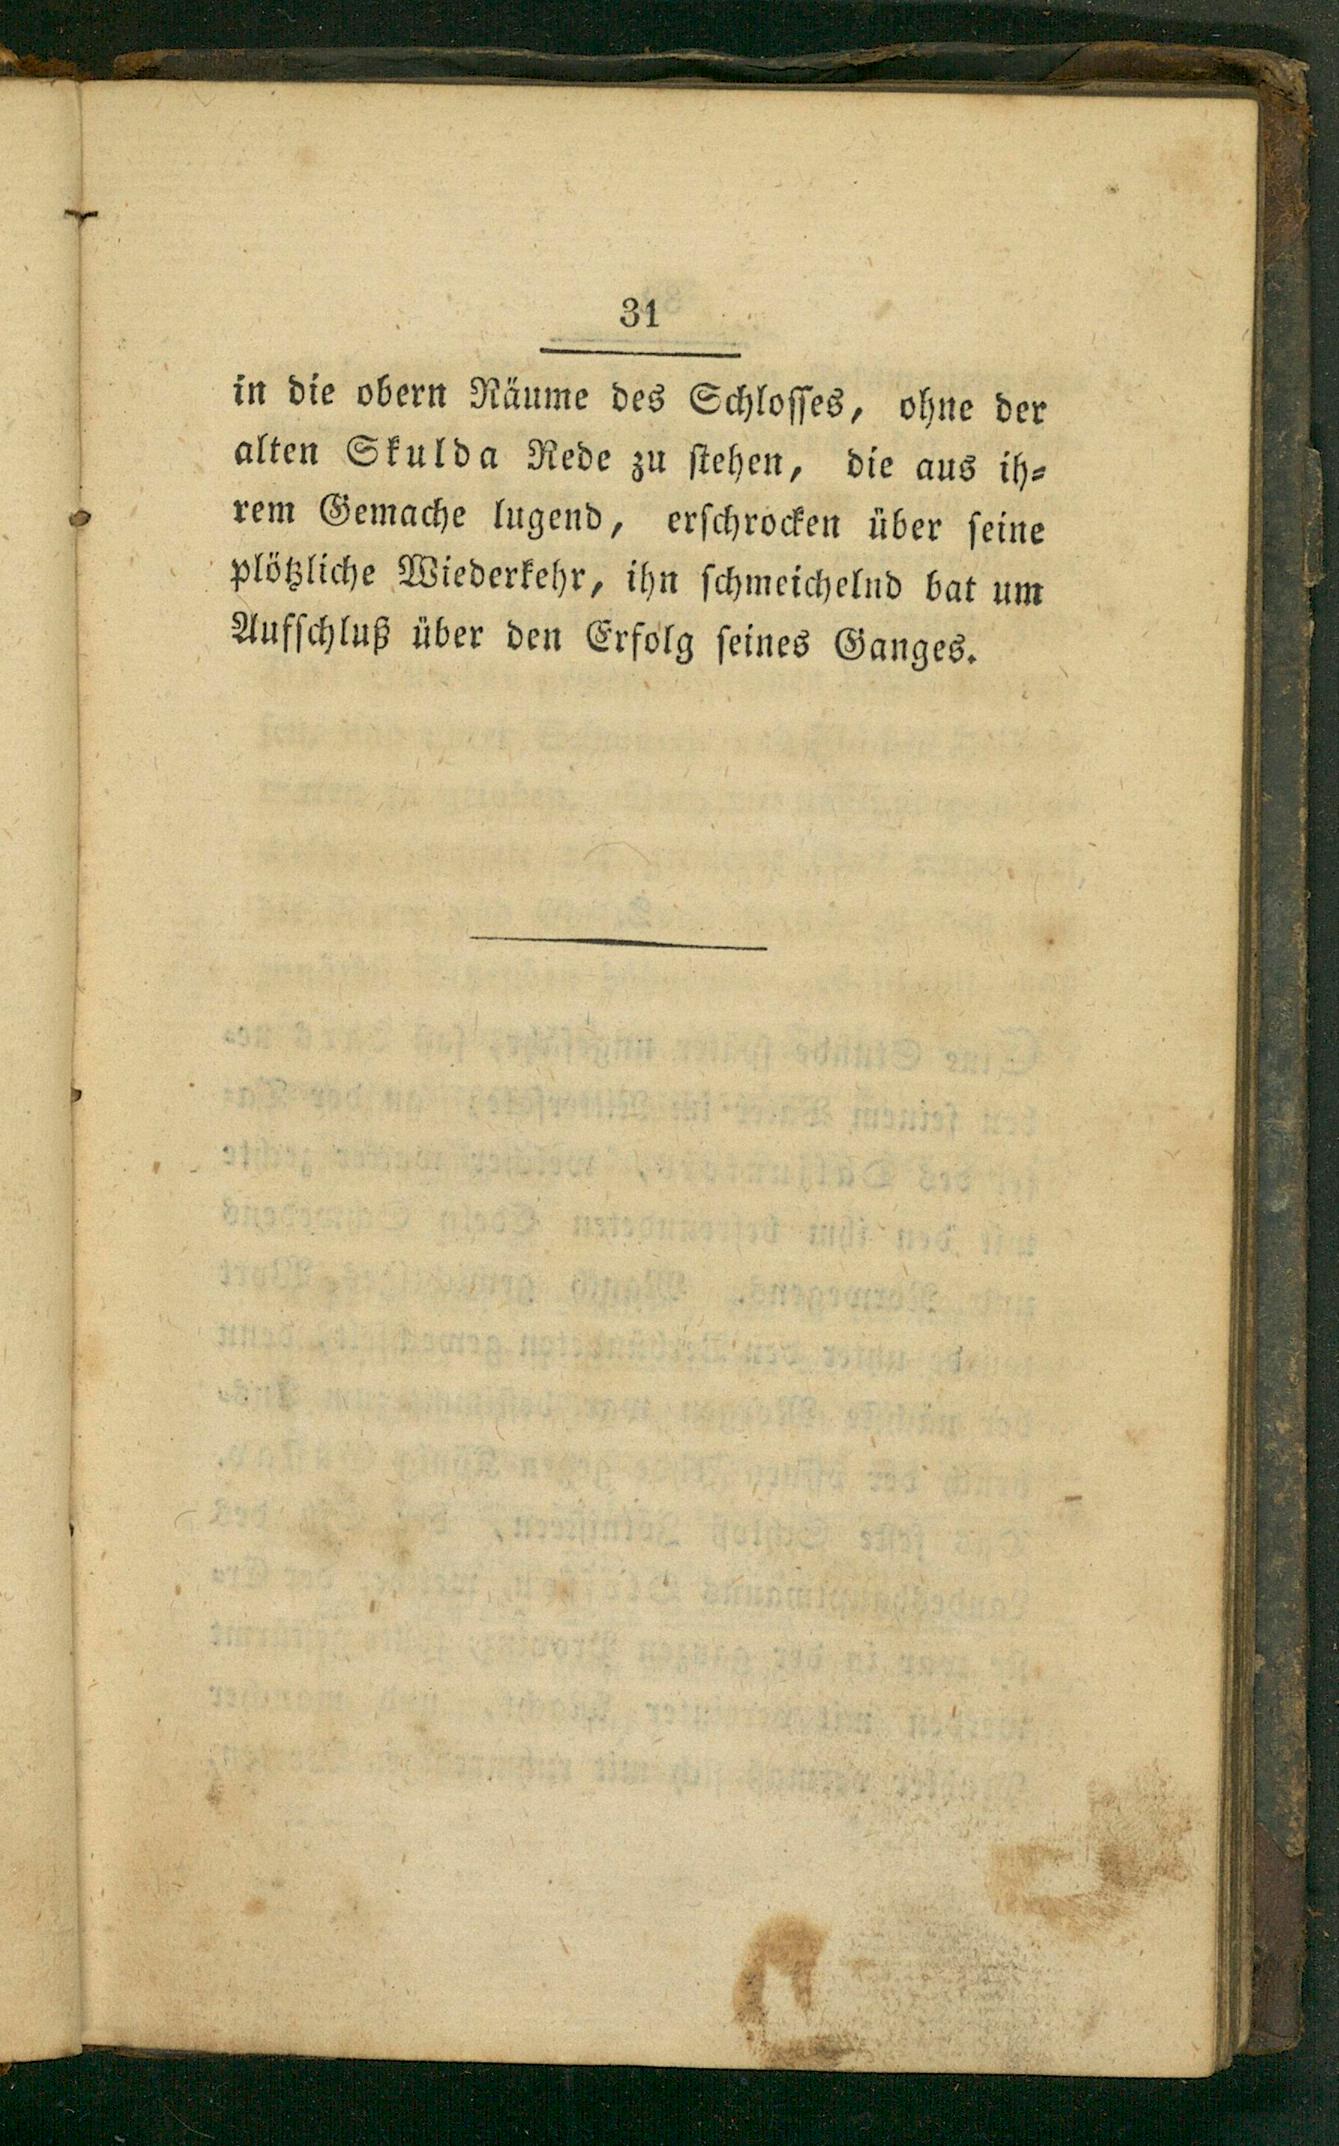 31
in die obern Räume des Schlosses, ohne der
alten Skulda Rede zu stehen, die aus ih⸗
rem Gemache lugend, erschrocken über seine
plötzliche Wiederkehr, ihn schmeichelnd bat um
Aufschluß über den Erfolg seines Ganges.